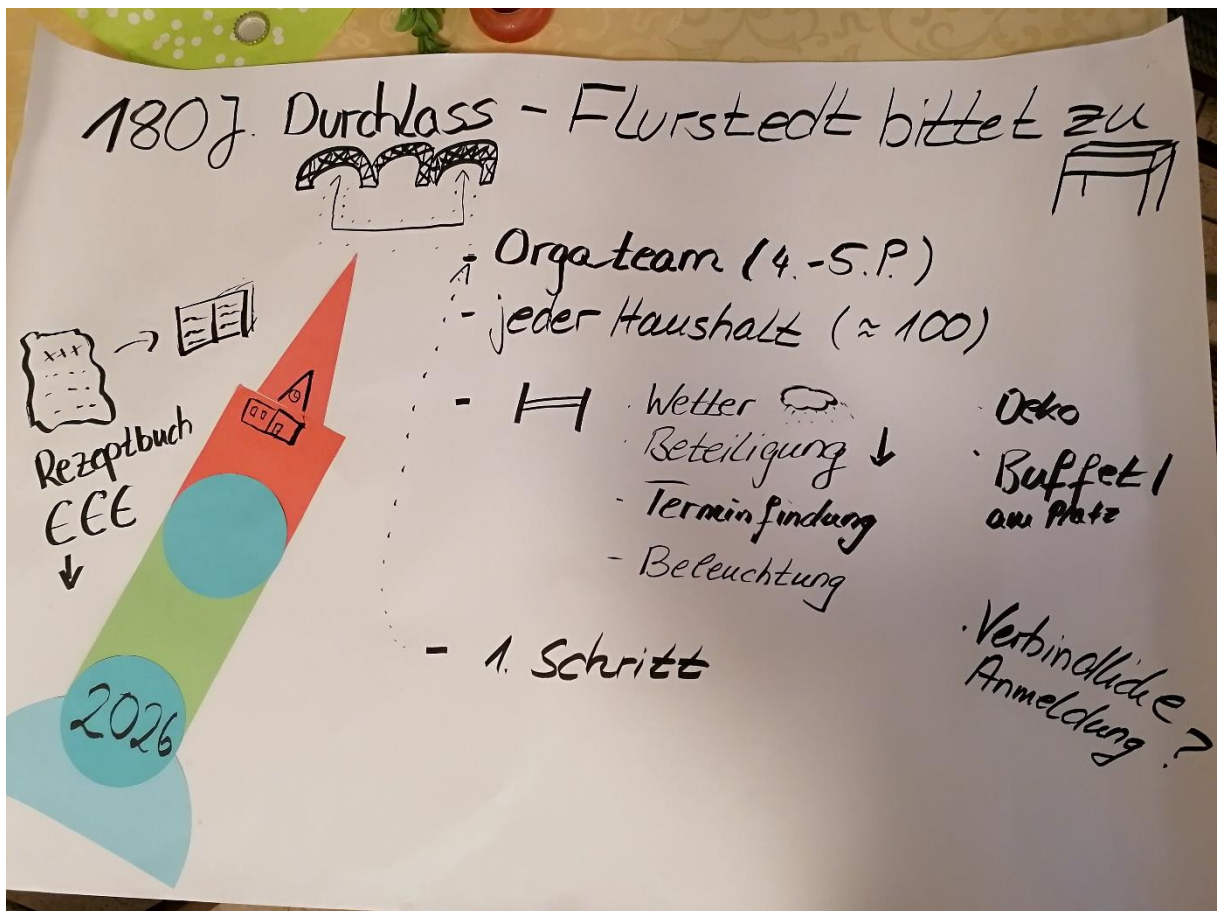 180 J. Durchlass - Flurstedt bittet zu
- Orgateam (4.-5.P.)
- jeder Haushalt (≈ 100)
- · Wetter
· Beteiligung ↓
- Terminfindung
- Beleuchtung
· Deko
· Buffet /
am Platz
· Verbindliche
Anmeldung ?
- 1. Schritt
+++
Rezeptbuch
€€€
↓
2026